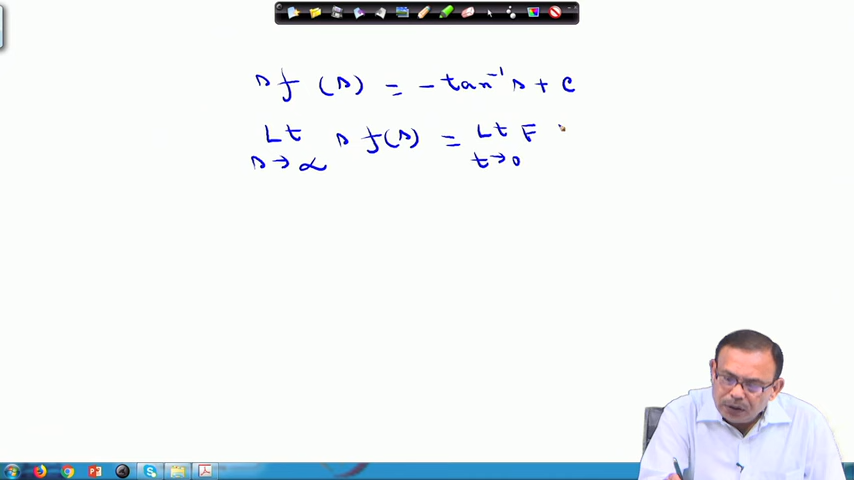 s f (s) = - tan⁻¹ s + c
Lt s f(s) = Lt F
s → ∞ t → 0